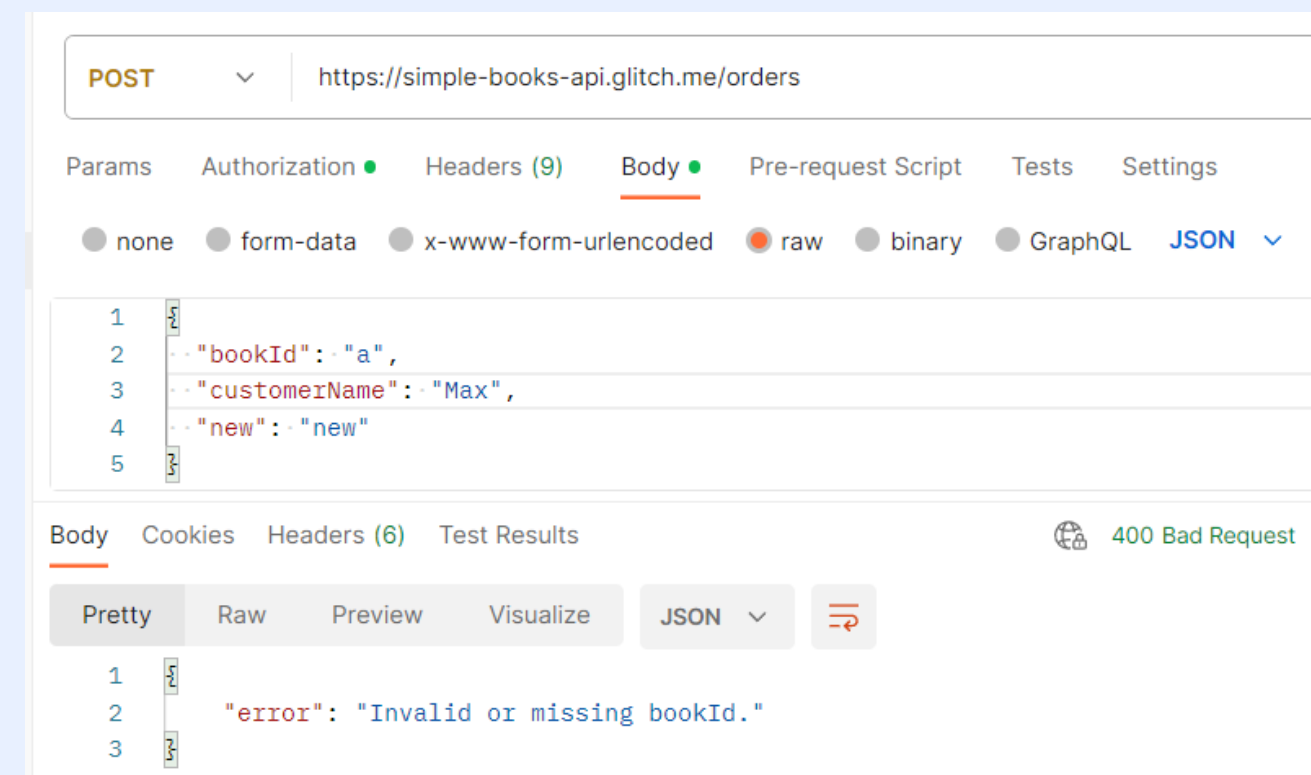 POST https://simple-books-api.glitch.me/orders
Params Authorization Headers (9) Body Pre-request Script Tests Settings
none form-data x-www-form-urlencoded raw binary GraphQL JSON
1 {
2 "bookId": "a",
3 "customerName": "Max",
4 "new": "new"
5 }
Body Cookies Headers (6) Test Results 400 Bad Request
Pretty Raw Preview Visualize JSON
1 {
2 "error": "Invalid or missing bookId."
3 }